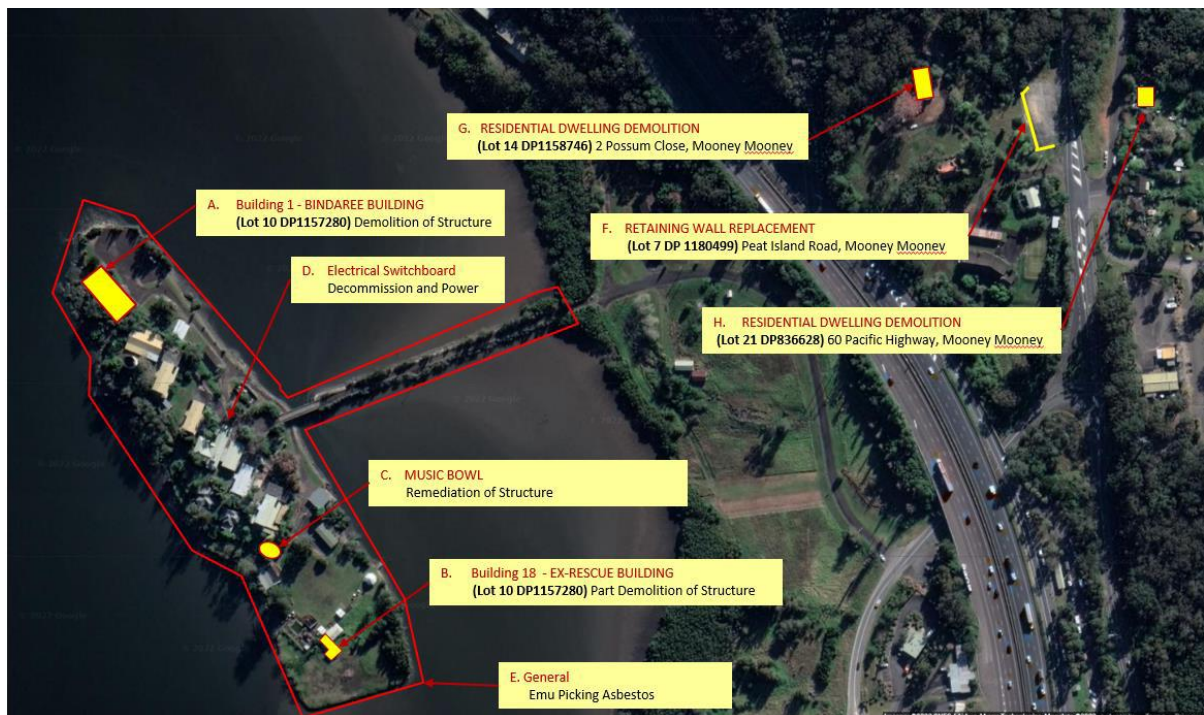 G. RESIDENTIAL DWELLING DEMOLITION
(Lot 14 DP1158746) 2 Possum Close, Mooney Mooney
A. Building 1 - BINDAREE BUILDING
(Lot 10 DP1157280) Demolition of Structure
F. RETAINING WALL REPLACEMENT
(Lot 7 DP 1180499) Peat Island Road, Mooney Mooney
D. Electrical Switchboard
Decommission and Power
H. RESIDENTIAL DWELLING DEMOLITION
(Lot 21 DP836628) 60 Pacific Highway, Mooney Mooney
C. MUSIC BOWL
Remediation of Structure
B. Building 18 - EX-RESCUE BUILDING
(Lot 10 DP1157280) Part Demolition of Structure
E. General
Emu Picking Asbestos